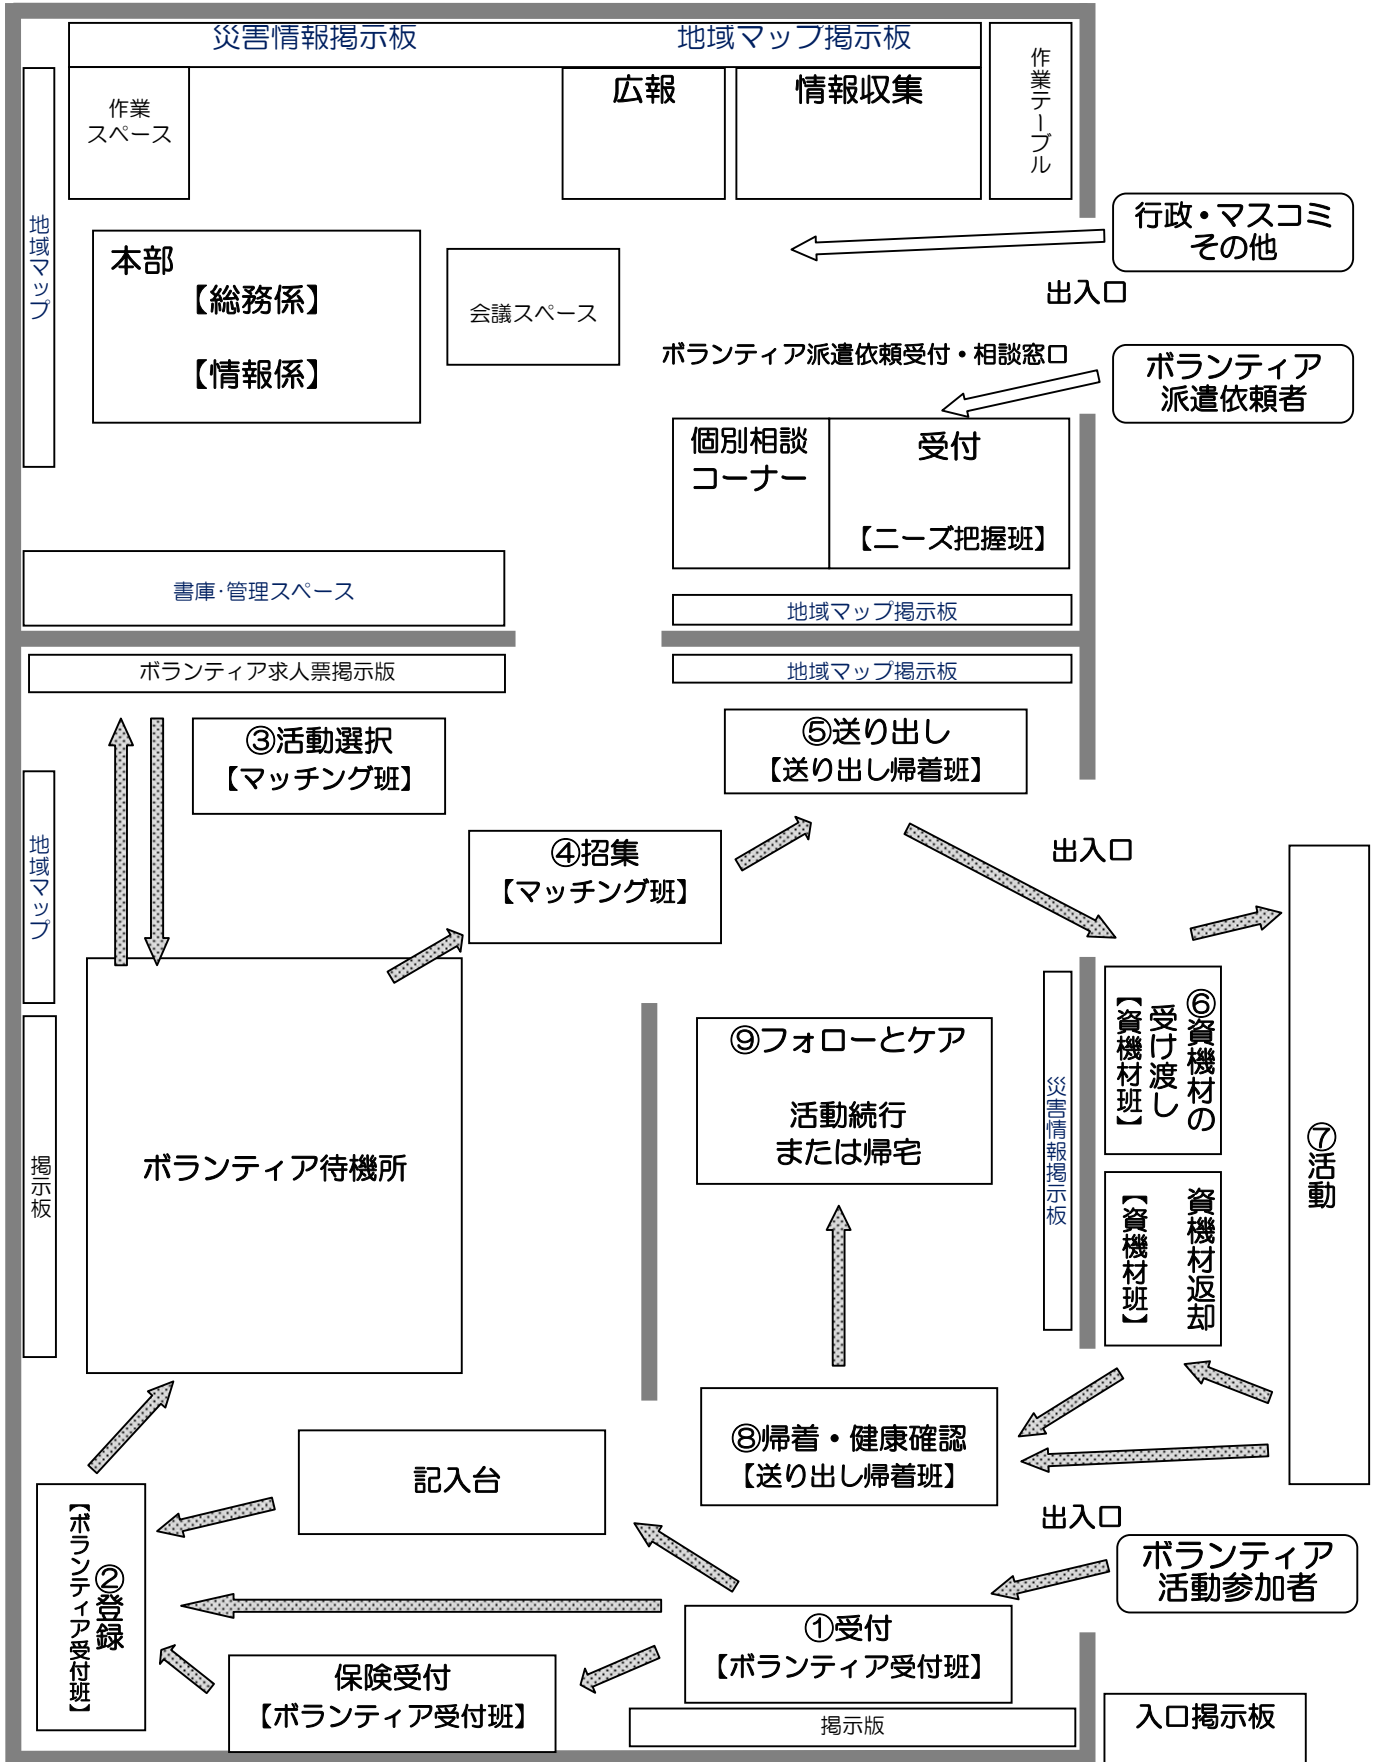 災害情報掲示板
地域マップ掲示板
作業
スペース
広報
情報収集
作業テーブル
地域マップ
本部
【総務係】
【情報係】
会議スペース
行政・マスコミ
その他
出入口
ボランティア派遣依頼受付・相談窓口
ボランティア
派遣依頼者
個別相談
コーナー
受付
【ニーズ把握班】
書庫・管理スペース
地域マップ掲示板
ボランティア求人票掲示版
地域マップ掲示板
③活動選択
【マッチング班】
⑤送り出し
【送り出し帰着班】
地域マップ
④招集
【マッチング班】
出入口
⑥資機材の
受け渡し
【資機材班】
⑦活動
⑨フォローとケア
活動続行
または帰宅
災害情報掲示板
掲示板
ボランティア待機所
資機材返却
【資機材班】
⑧帰着・健康確認
【送り出し帰着班】
記入台
出入口
ボランティア
活動参加者
②登録
【ボランティア受付班】
①受付
【ボランティア受付班】
保険受付
【ボランティア受付班】
掲示版
入口掲示板